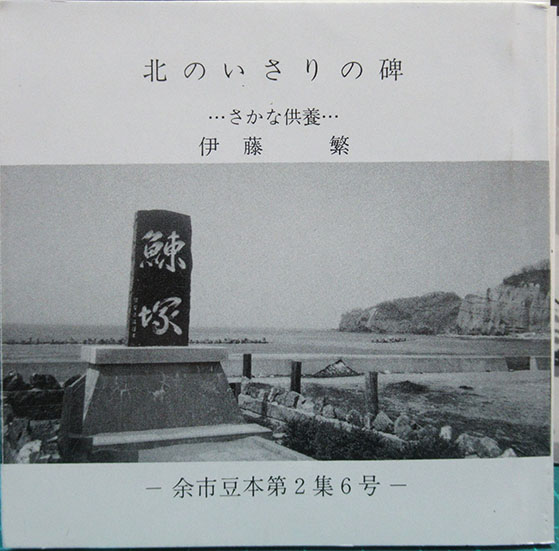 北のいさりの碑
…さかな供養…
伊藤 繁
鰊塚
－余市豆本第2集6号－